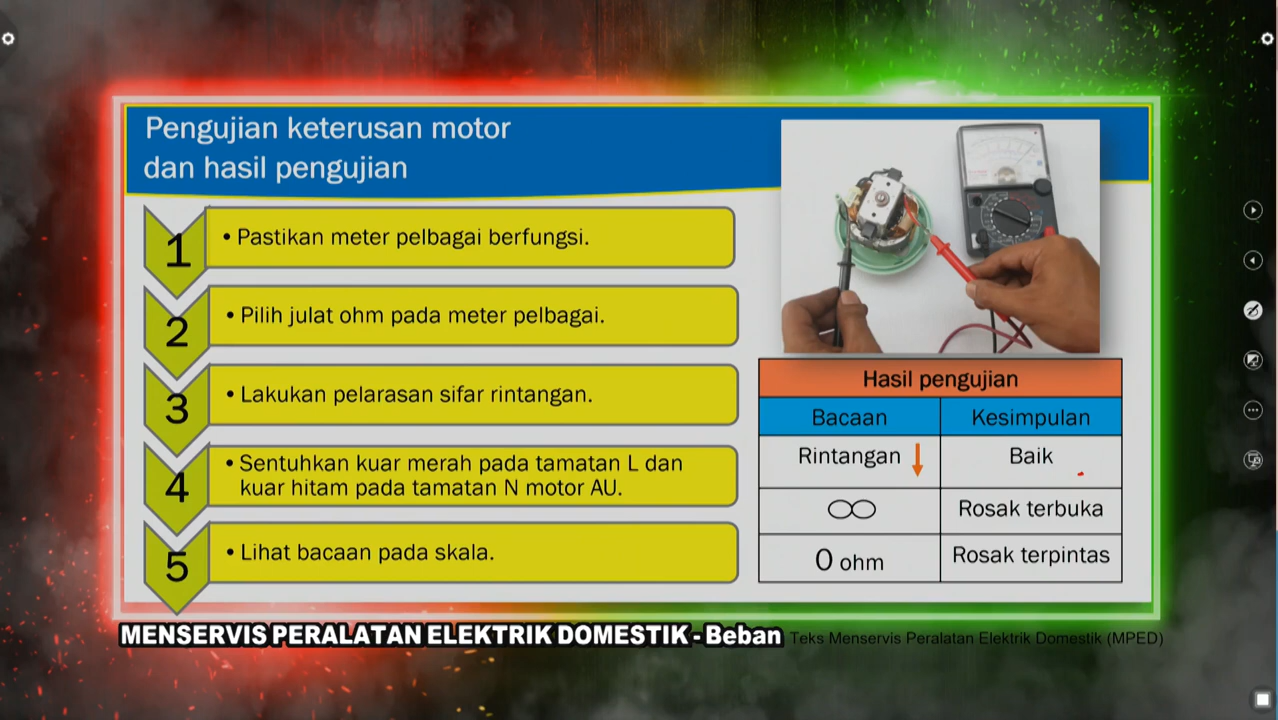 Pengujian keterusan motor
dan hasil pengujian
1
• Pastikan meter pelbagai berfungsi.
2
• Pilih julat ohm pada meter pelbagai.
3
• Lakukan pelarasan sifar rintangan.
4
• Sentuhkan kuar merah pada tamatan L dan
kuar hitam pada tamatan N motor AU.
5
• Lihat bacaan pada skala.
Hasil pengujian
Bacaan Kesimpulan
Rintangan ↓ Baik
∞ Rosak terbuka
0 ohm Rosak terpintas
MENSERVIS PERALATAN ELEKTRIK DOMESTIK - Beban
Teks Menservis Peralatan Elektrik Domestik (MPED)